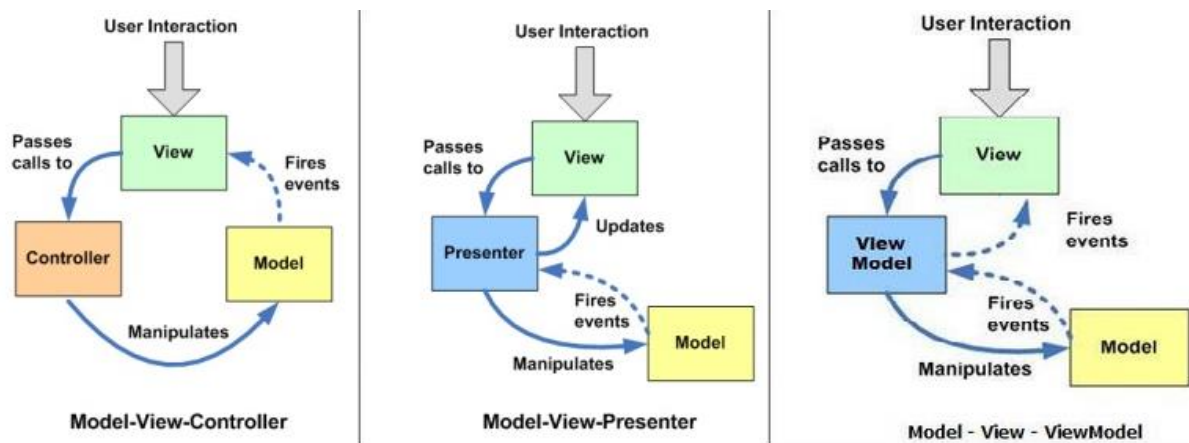 User Interaction
Passes
calls to
View
Fires
events
Controller
Model
Manipulates
Model-View-Controller
User Interaction
Passes
calls to
View
Updates
Presenter
Fires
events
Model
Manipulates
Model-View-Presenter
User Interaction
Passes
calls to
View
Fires
events
View
Model
Fires
events
Model
Manipulates
Model - View - ViewModel